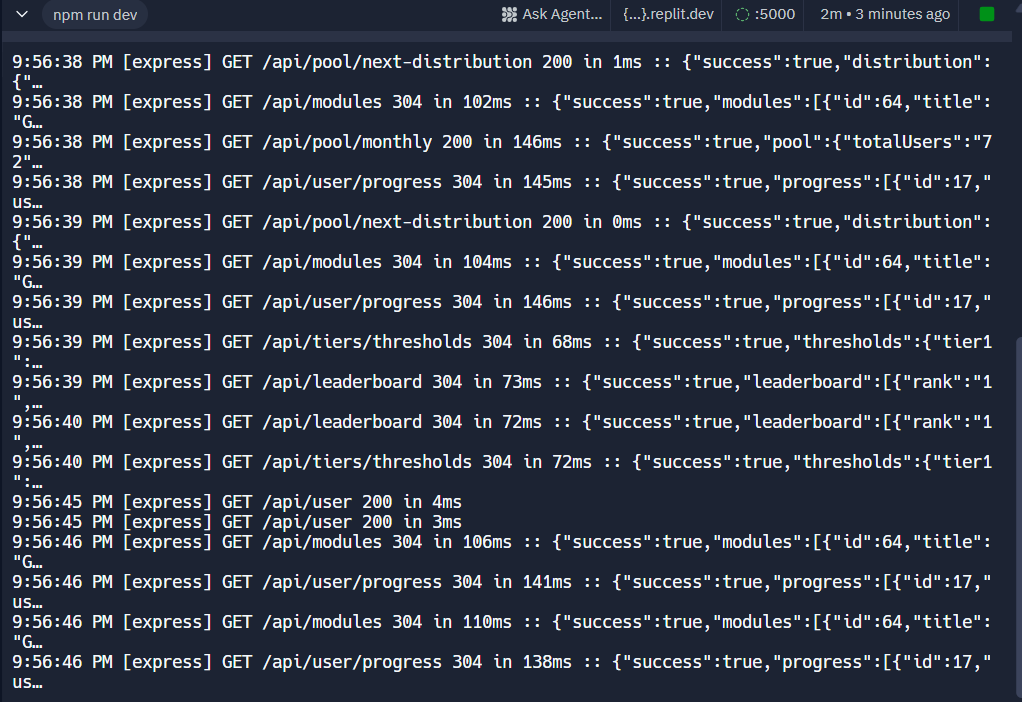 npm run dev Ask Agent... {...}.replit.dev :5000 2m • 3 minutes ago
9:56:38 PM [express] GET /api/pool/next-distribution 200 in 1ms :: {"success":true,"distribution":
{"…
9:56:38 PM [express] GET /api/modules 304 in 102ms :: {"success":true,"modules":[{"id":64,"title":
"G…
9:56:38 PM [express] GET /api/pool/monthly 200 in 146ms :: {"success":true,"pool":{"totalUsers":"7
2"…
9:56:38 PM [express] GET /api/user/progress 304 in 145ms :: {"success":true,"progress":[{"id":17,"
us…
9:56:39 PM [express] GET /api/pool/next-distribution 200 in 0ms :: {"success":true,"distribution":
{"…
9:56:39 PM [express] GET /api/modules 304 in 104ms :: {"success":true,"modules":[{"id":64,"title":
"G…
9:56:39 PM [express] GET /api/user/progress 304 in 146ms :: {"success":true,"progress":[{"id":17,"
us…
9:56:39 PM [express] GET /api/tiers/thresholds 304 in 68ms :: {"success":true,"thresholds":{"tier1
":…
9:56:39 PM [express] GET /api/leaderboard 304 in 73ms :: {"success":true,"leaderboard":[{"rank":"1
",…
9:56:40 PM [express] GET /api/leaderboard 304 in 72ms :: {"success":true,"leaderboard":[{"rank":"1
",…
9:56:40 PM [express] GET /api/tiers/thresholds 304 in 72ms :: {"success":true,"thresholds":{"tier1
":…
9:56:45 PM [express] GET /api/user 200 in 4ms
9:56:45 PM [express] GET /api/user 200 in 3ms
9:56:46 PM [express] GET /api/modules 304 in 106ms :: {"success":true,"modules":[{"id":64,"title":
"G…
9:56:46 PM [express] GET /api/user/progress 304 in 141ms :: {"success":true,"progress":[{"id":17,"
us…
9:56:46 PM [express] GET /api/modules 304 in 110ms :: {"success":true,"modules":[{"id":64,"title":
"G…
9:56:46 PM [express] GET /api/user/progress 304 in 138ms :: {"success":true,"progress":[{"id":17,"
us…